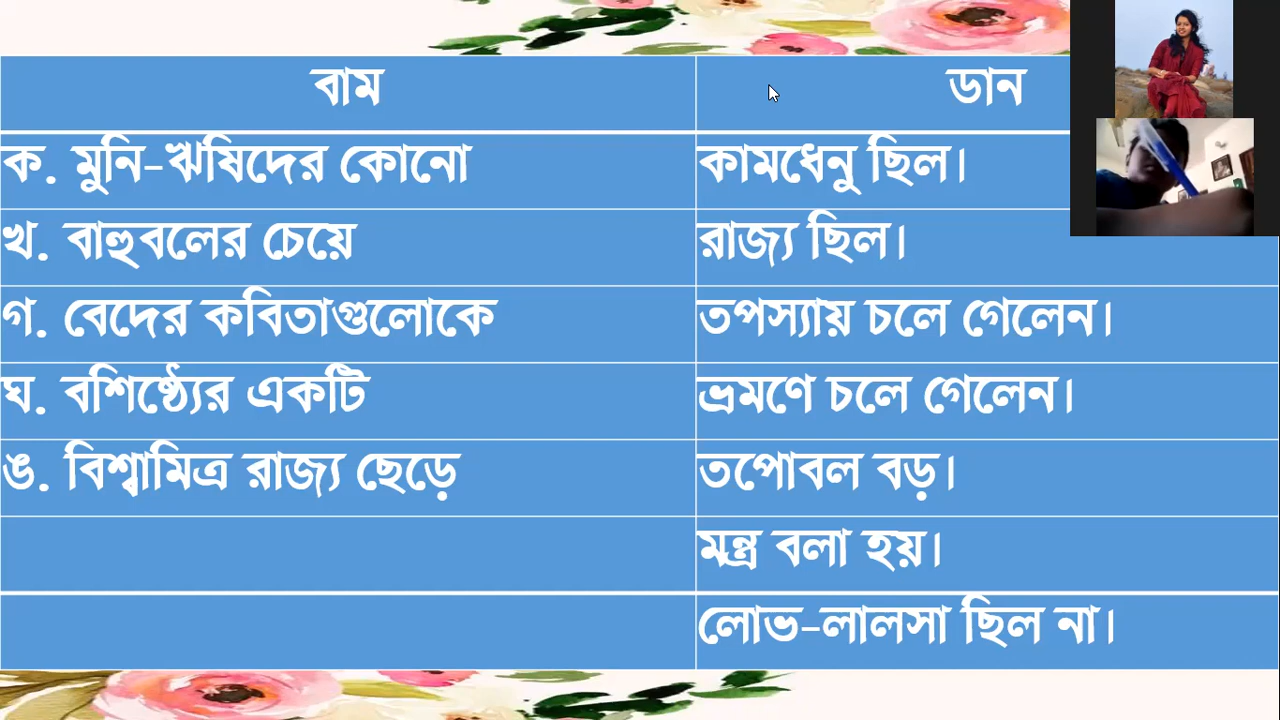 বাম
ডান
ক. মুনি-ঋষিদের কোনো
কামধেনু ছিল।
খ. বাহুবলের চেয়ে
রাজ্য ছিল।
গ. বেদের কবিতাগুলোকে
তপস্যায় চলে গেলেন।
ঘ. বশিষ্ঠ্যের একটি
ভ্রমণে চলে গেলেন।
ঙ. বিশ্বামিত্র রাজ্য ছেড়ে
তপোবল বড়।
মন্ত্র বলা হয়।
লোভ-লালসা ছিল না।